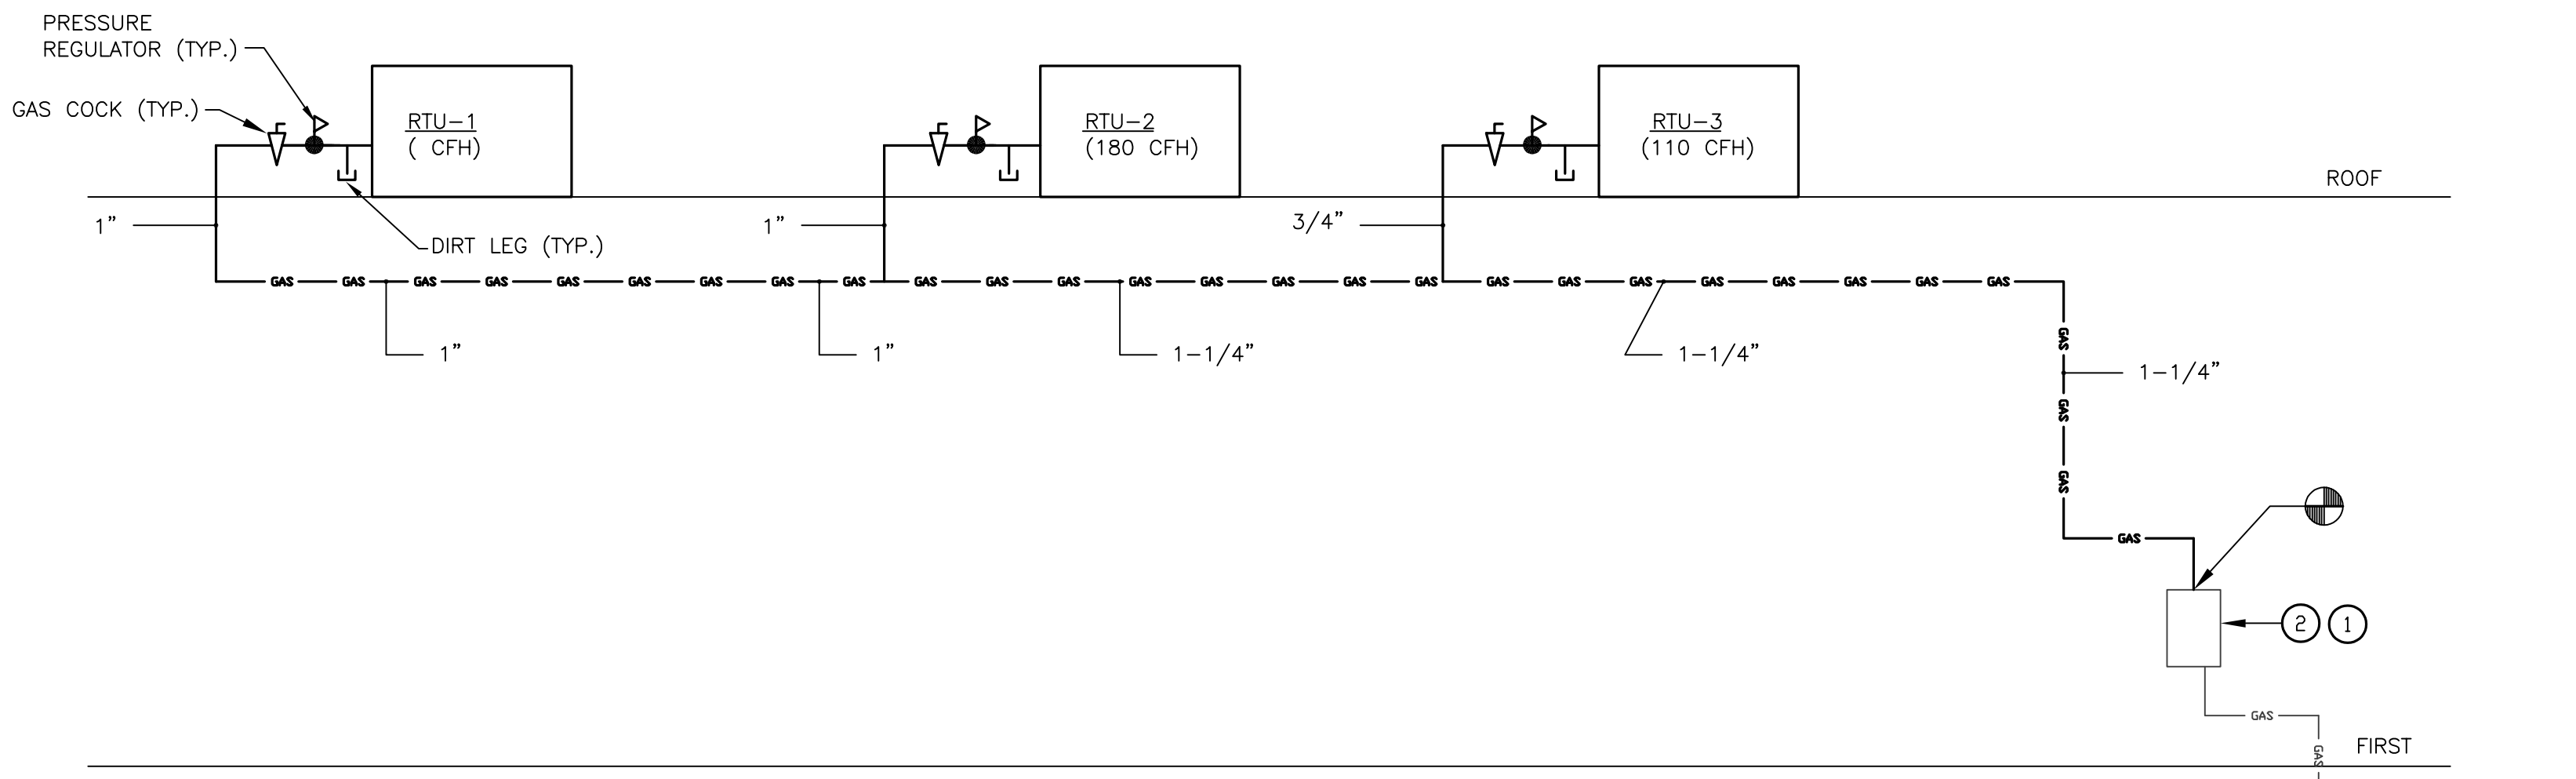 PRESSURE
REGULATOR (TYP.)
GAS COCK (TYP.)
RTU-1
( CFH)
RTU-2
(180 CFH)
RTU-3
(110 CFH)
ROOF
1"
1"
3/4"
DIRT LEG (TYP.)
GAS GAS GAS GAS GAS GAS GAS GAS GAS GAS GAS GAS GAS GAS GAS GAS GAS GAS GAS GAS GAS GAS GAS GAS GAS
1"
1"
1-1/4"
1-1/4"
GAS
1-1/4"
GAS
GAS
GAS
2
1
GAS
FIRST
GAS